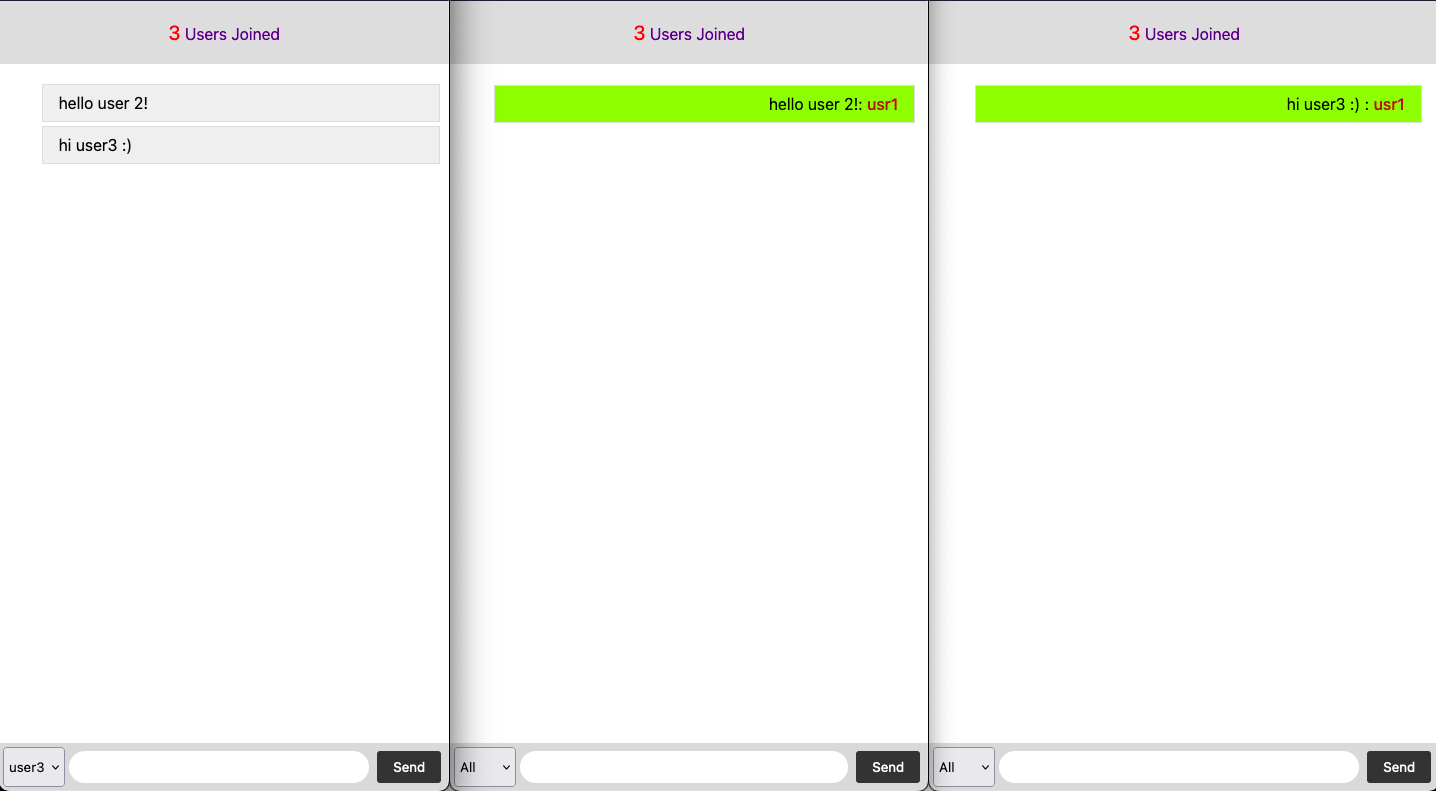 3 Users Joined
hello user 2!
hi user3 :)
user3
Send
3 Users Joined
hello user 2!: usr1
All
Send
3 Users Joined
hi user3 :) : usr1
All
Send